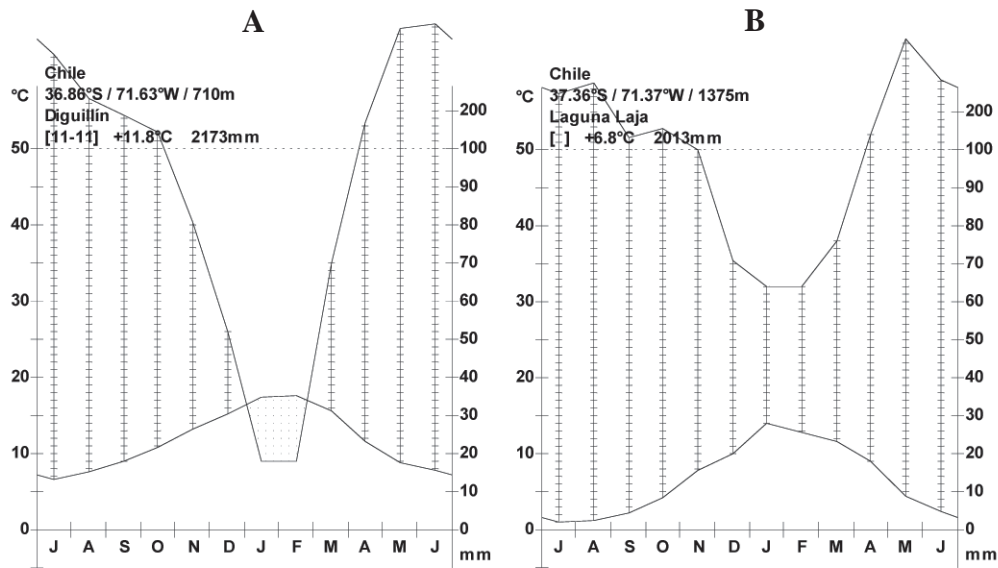 A
Chile
36.86°S / 71.63°W / 710m
Diguillín
[11-11] +11.8°C 2173mm
°C
50
40
30
20
10
0
200
100
90
80
70
60
50
40
30
20
10
0
J A S O N D J F M A M J
mm
B
Chile
37.36°S / 71.37°W / 1375m
Laguna Laja
[ ] +6.8°C 2013mm
°C
50
40
30
20
10
0
200
100
90
80
70
60
50
40
30
20
10
0
J A S O N D J F M A M J
mm